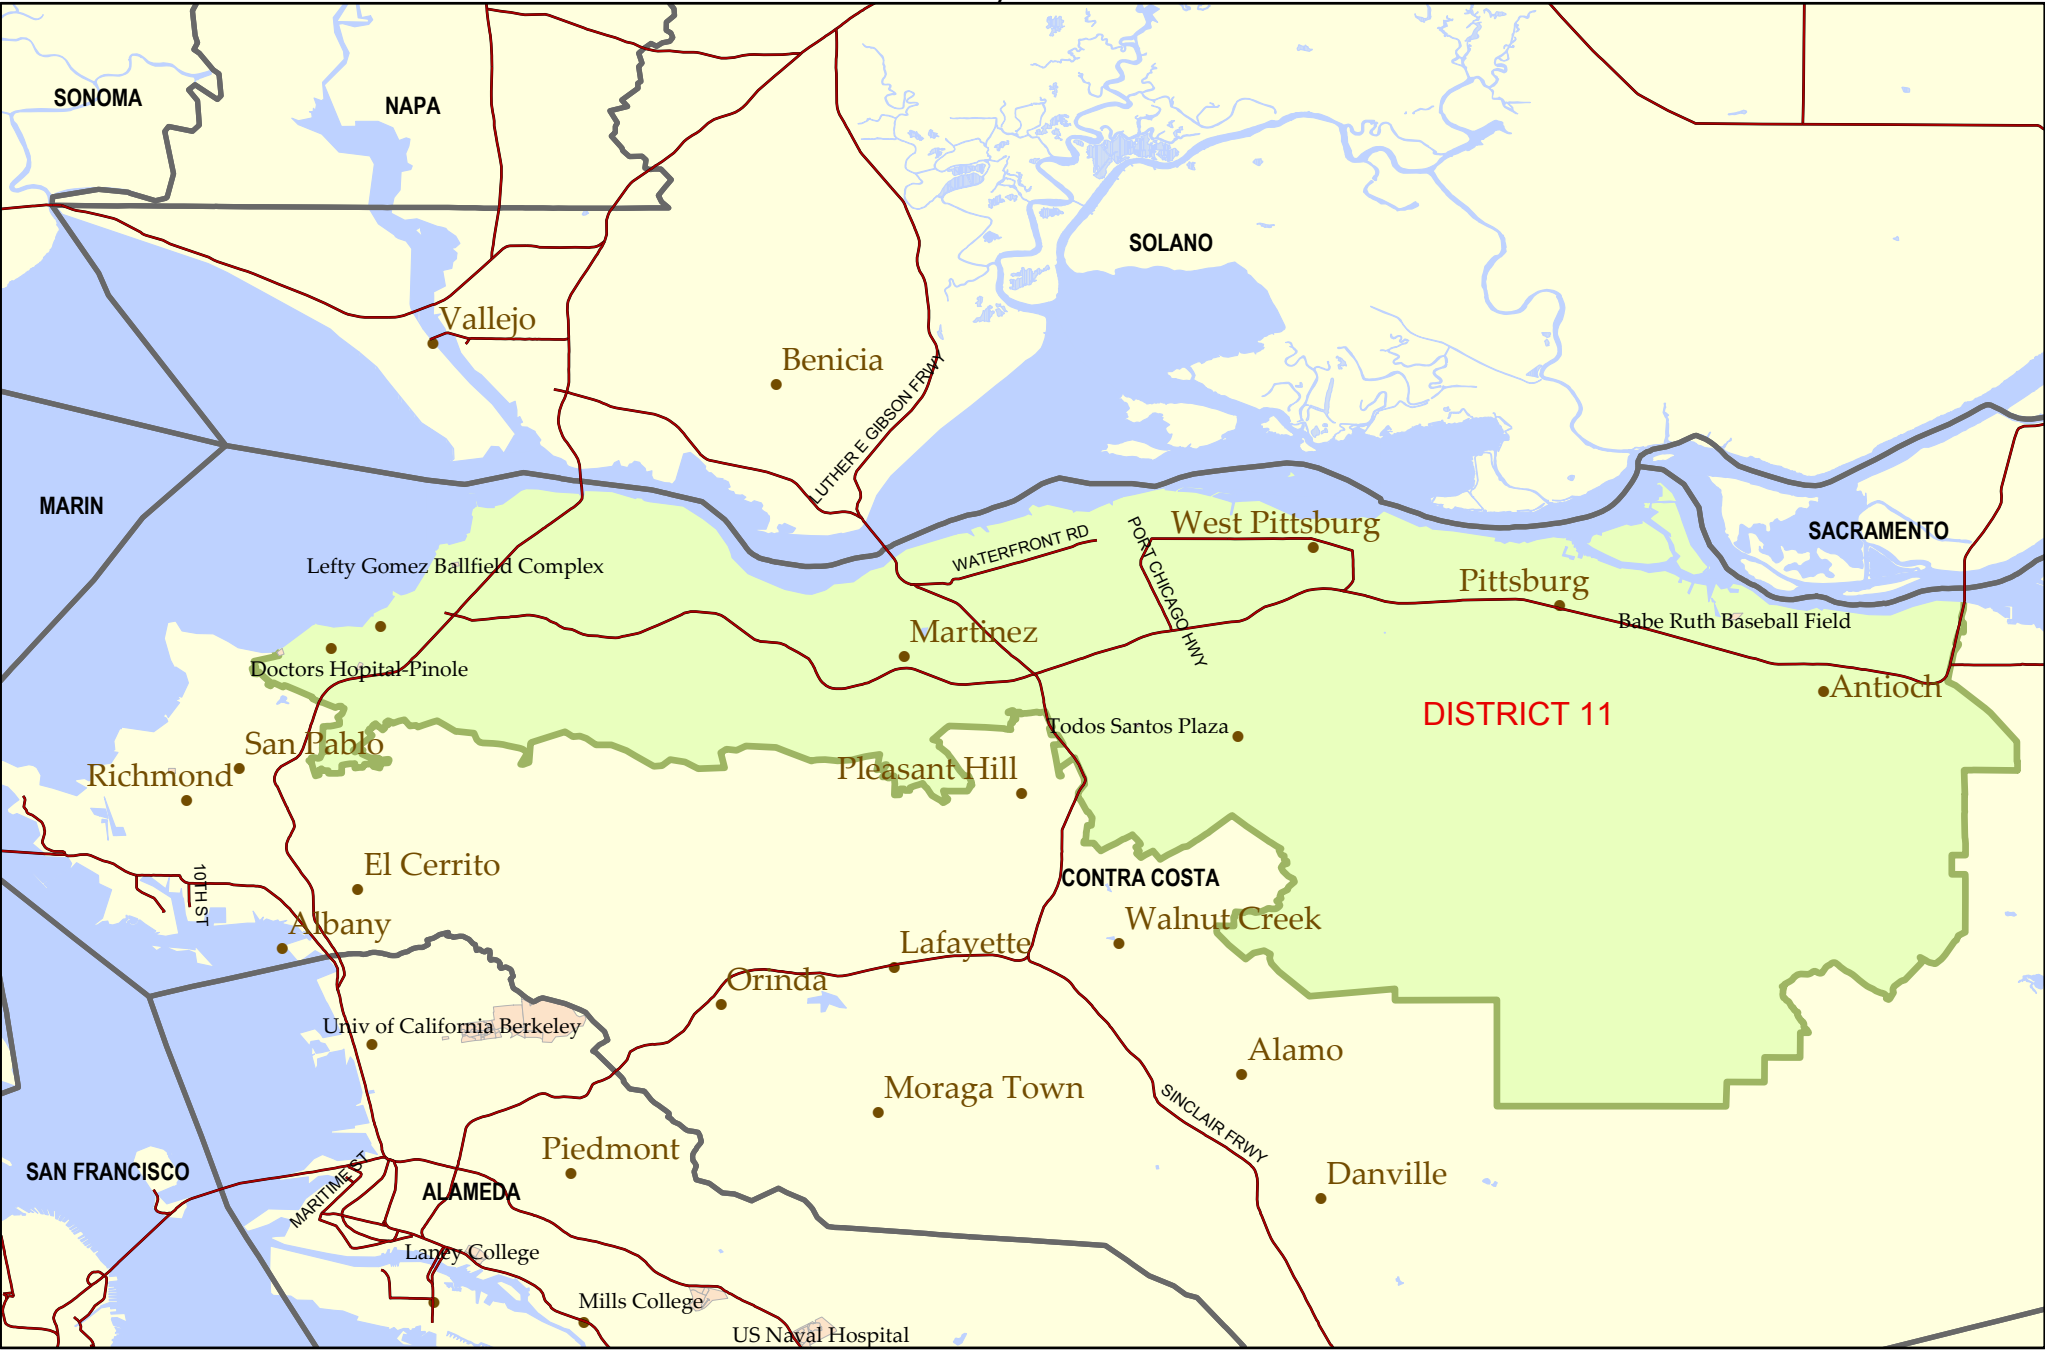 SONOMA
NAPA
SOLANO
Vallejo
Benicia
LUTHER E GIBSON FRWY
MARIN
SACRAMENTO
West Pittsburg
PORT CHICAGO HWY
WATERFRONT RD
Lefty Gomez Ballfield Complex
Pittsburg
Babe Ruth Baseball Field
Martinez
Doctors Hopital-Pinole
Antioch
DISTRICT 11
Todos Santos Plaza
San Pablo
Richmond
Pleasant Hill
El Cerrito
10TH ST
CONTRA COSTA
Albany
Walnut Creek
Lafayette
Orinda
Univ of California Berkeley
Alamo
Moraga Town
SINCLAIR FRWY
Piedmont
SAN FRANCISCO
MARITIME ST
ALAMEDA
Danville
Laney College
Mills College
US Naval Hospital